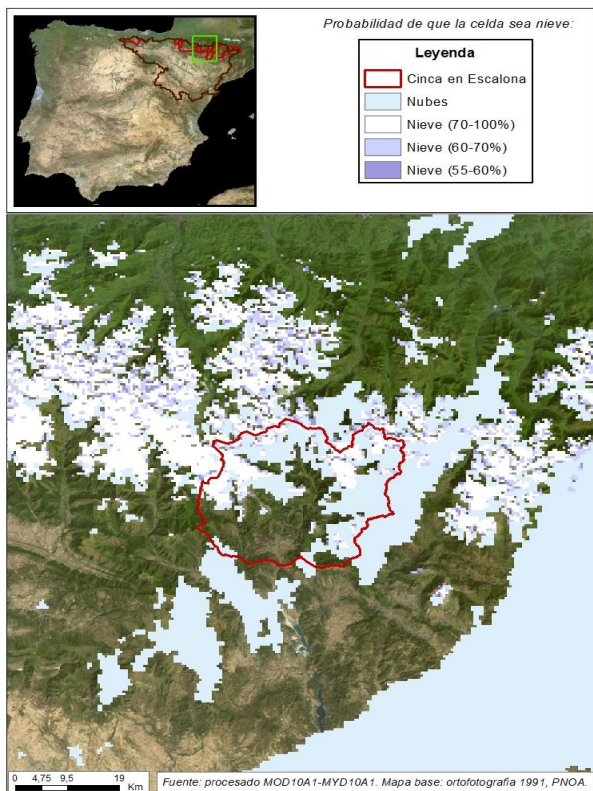 Probabilidad de que la celda sea nieve:
Leyenda
Cinca en Escalona
Nubes
Nieve (70-100%)
Nieve (60-70%)
Nieve (55-60%)
0 4,75 9,5 19
Km
Fuente: procesado MOD10A1-MYD10A1. Mapa base: ortofotografia 1991, PNOA.